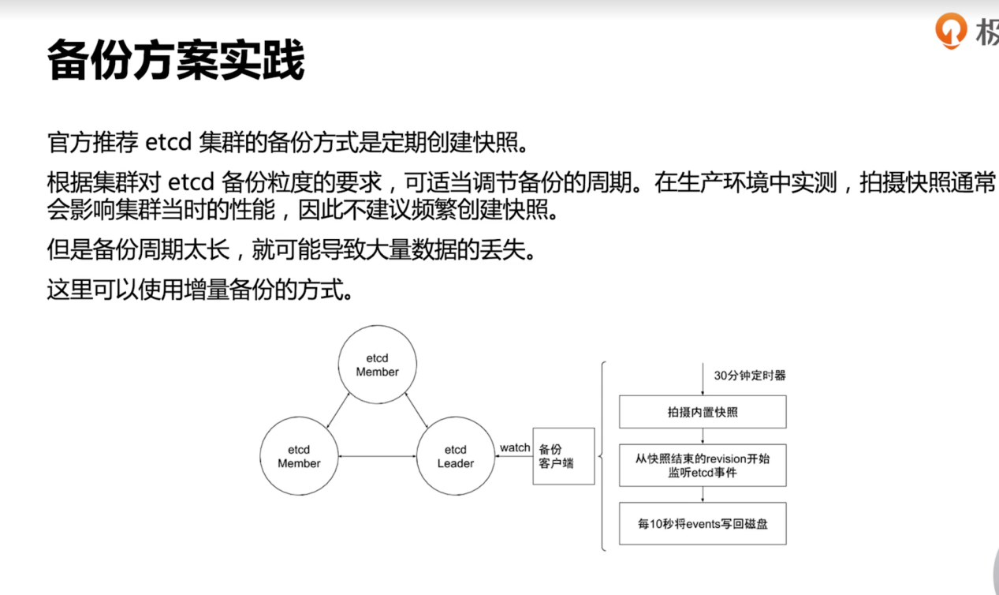 极
备份方案实践
官方推荐 etcd 集群的备份方式是定期创建快照。
根据集群对 etcd 备份粒度的要求，可适当调节备份的周期。在生产环境中实测，拍摄快照通常
会影响集群当时的性能，因此不建议频繁创建快照。
但是备份周期太长，就可能导致大量数据的丢失。
这里可以使用增量备份的方式。
etcd
Member
etcd
Member
etcd
Leader
watch
备份
客户端
30分钟定时器
拍摄内置快照
从快照结束的revision开始
监听etcd事件
每10秒将events写回磁盘